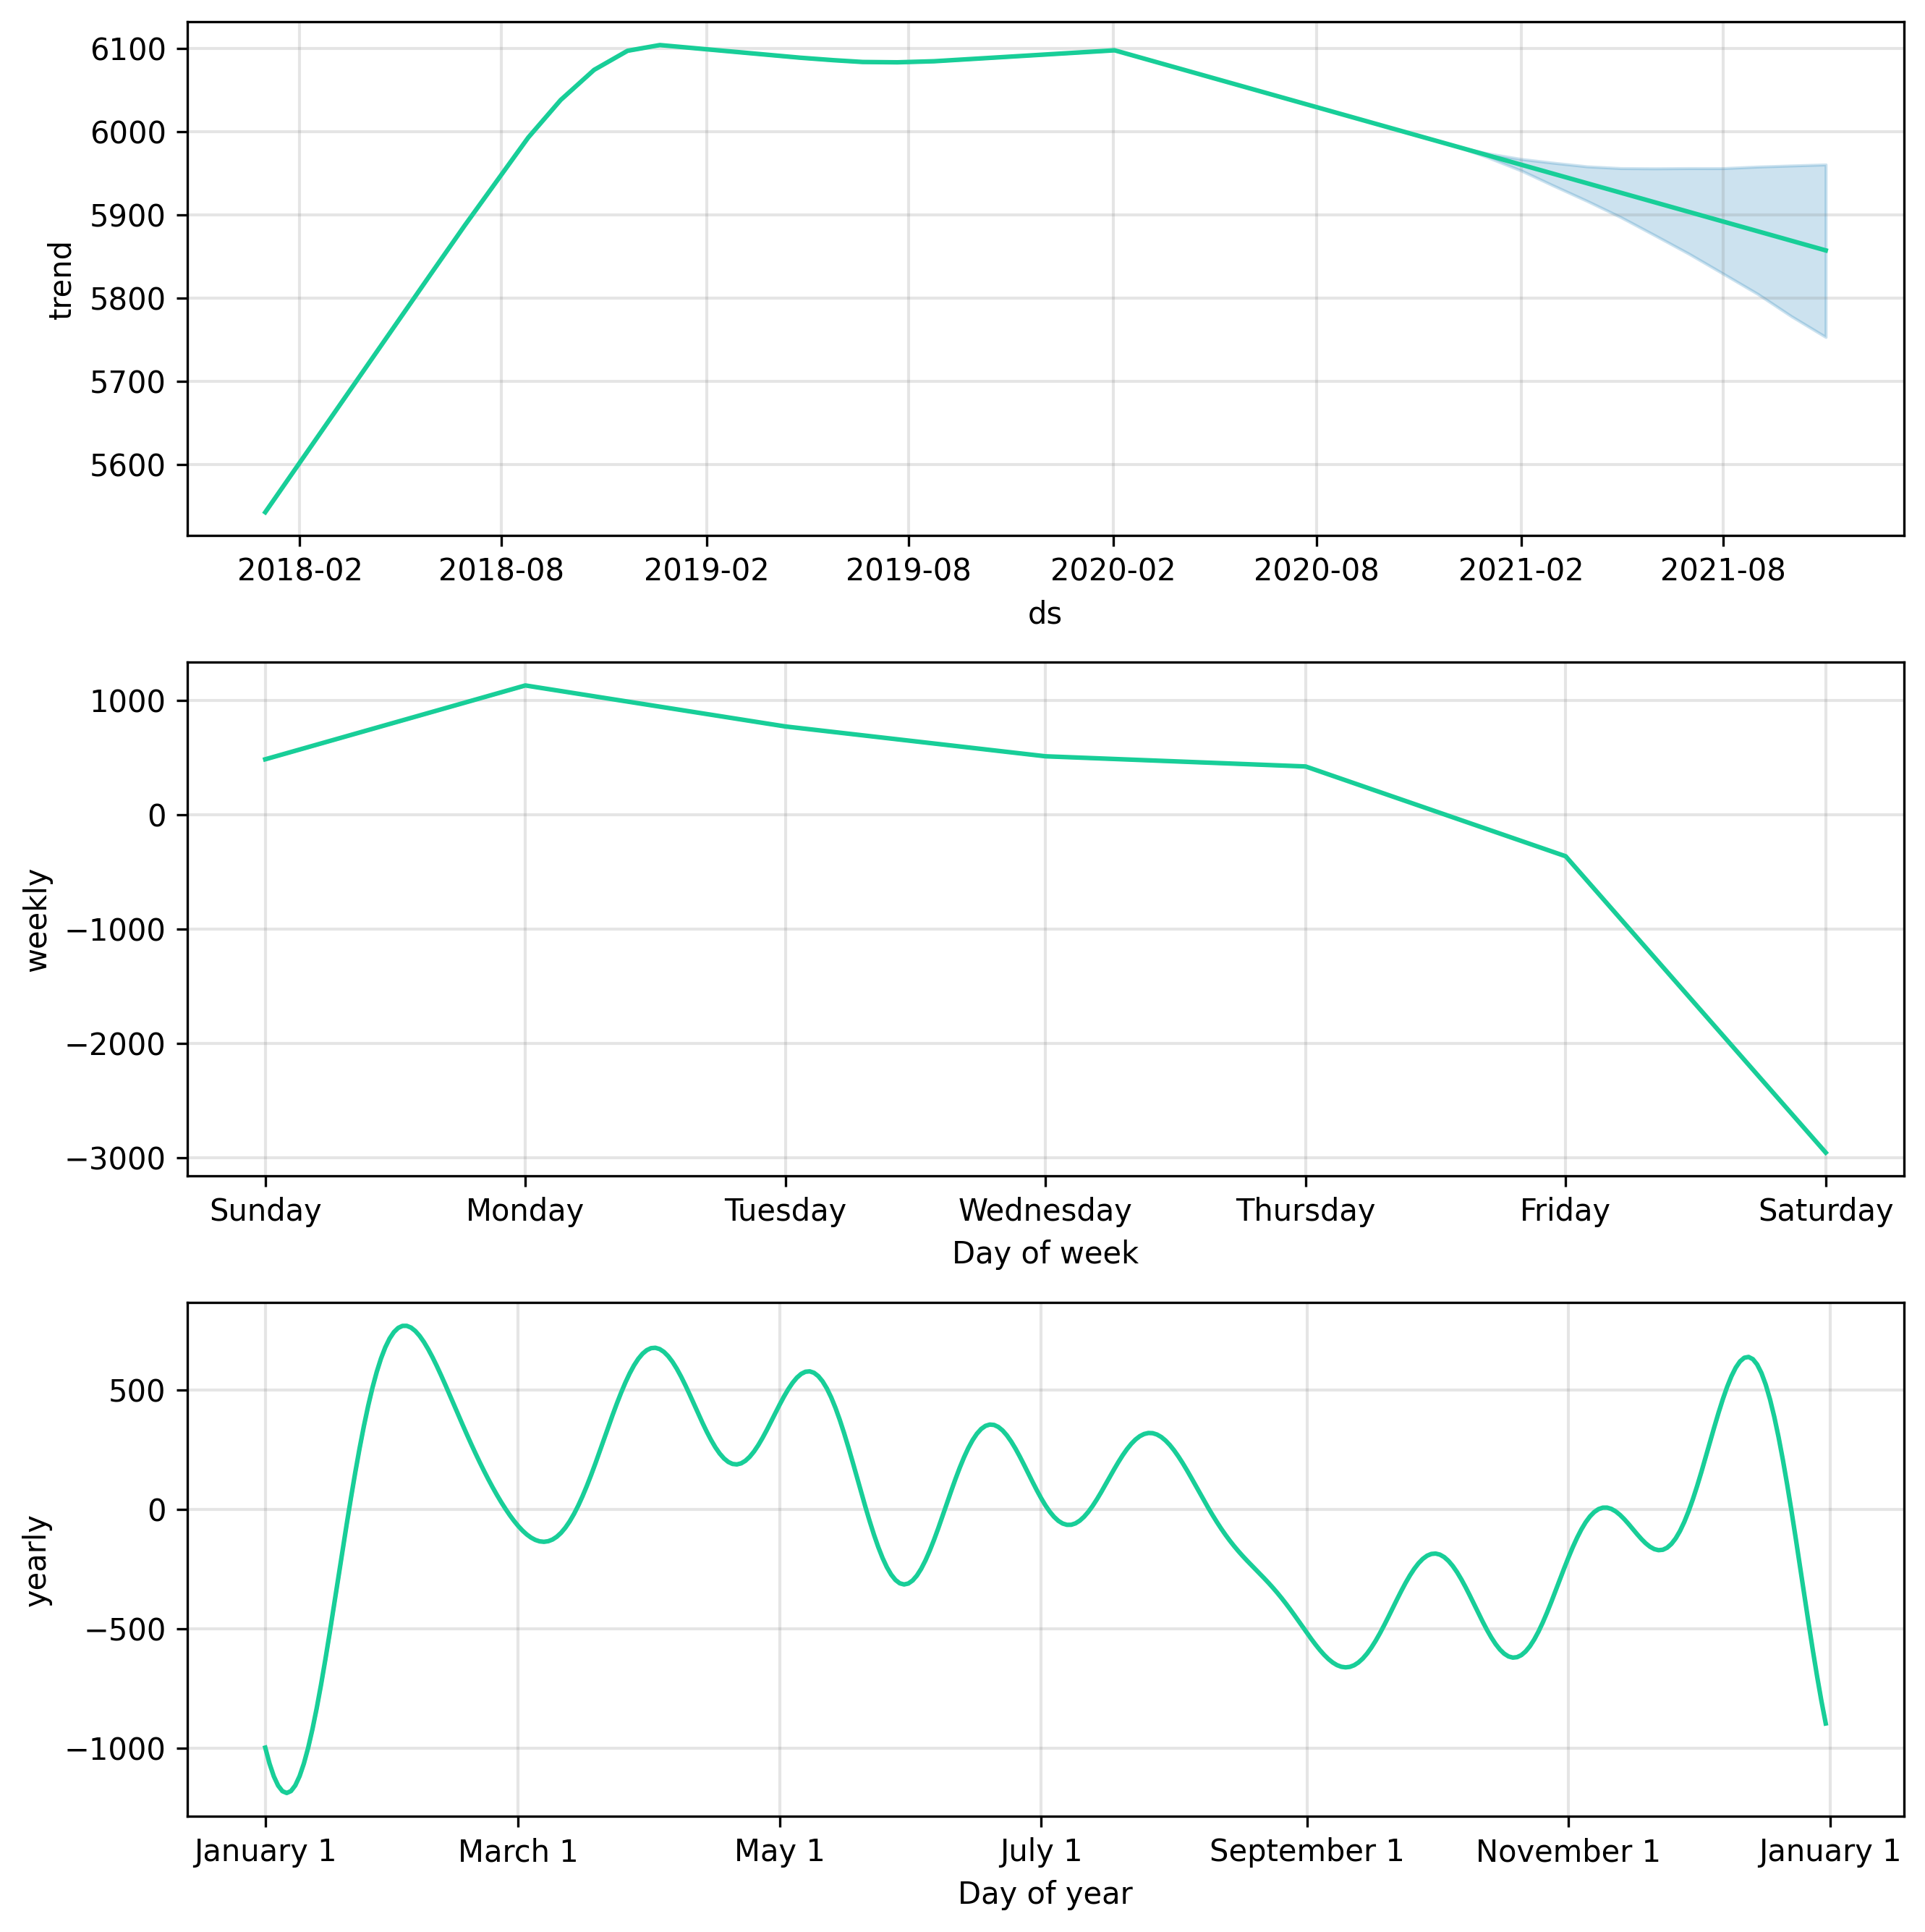 6100
6000
5900
5800
5700
5600
trend
2018-02 2018-08 2019-02 2019-08 2020-02 2020-08 2021-02 2021-08
ds
1000
0
−1000
−2000
−3000
weekly
Sunday Monday Tuesday Wednesday Thursday Friday Saturday
Day of week
500
0
−500
−1000
yearly
January 1 March 1 May 1 July 1 September 1 November 1 January 1
Day of year